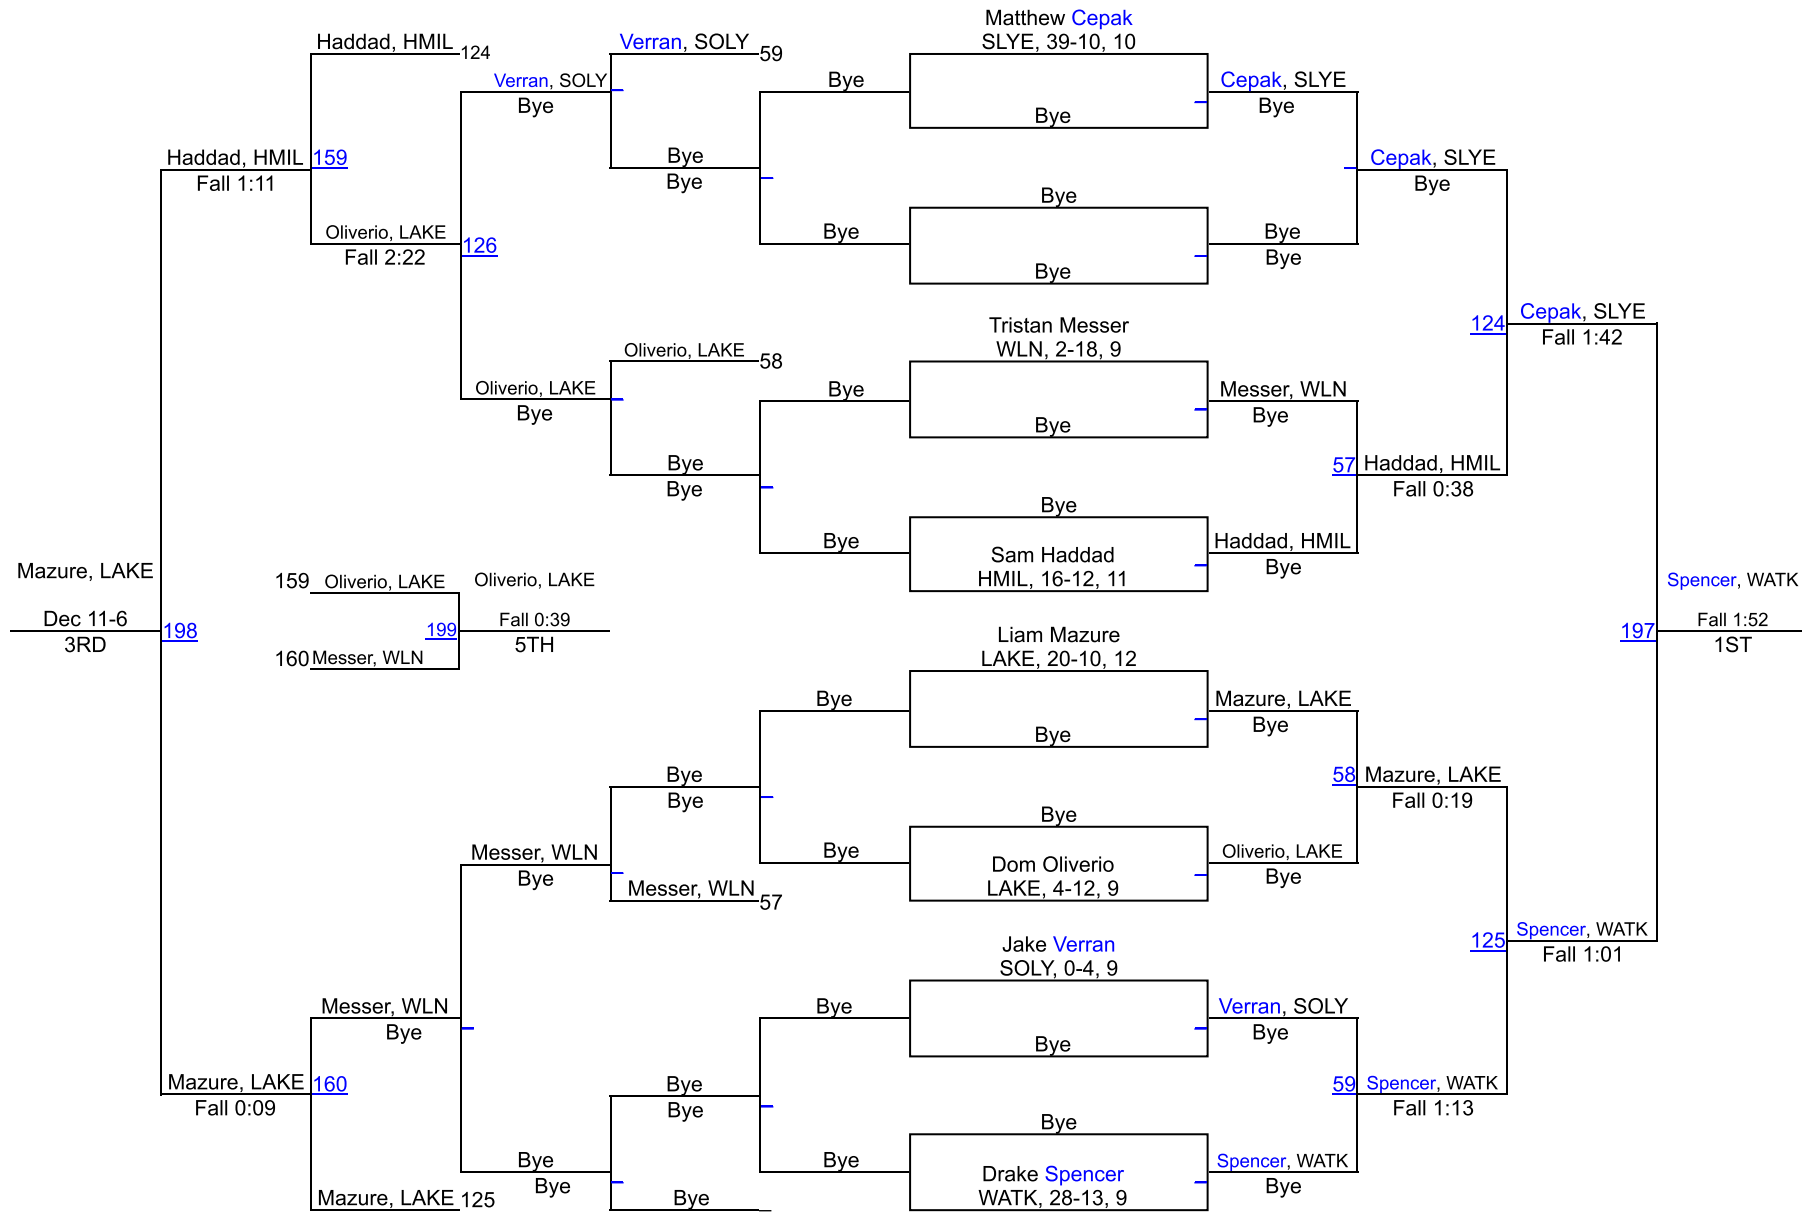 Matthew Cepak
SLYE, 39-10, 10
Bye
Bye
Bye
Tristan Messer
WLN, 2-18, 9
Bye
Bye
Sam Haddad
HMIL, 16-12, 11
Liam Mazure
LAKE, 20-10, 12
Bye
Bye
Dom Oliverio
LAKE, 4-12, 9
Jake Verran
SOLY, 0-4, 9
Bye
Bye
Drake Spencer
WATK, 28-13, 9
Cepak, SLYE
Bye
Bye
Bye
Messer, WLN
Bye
Haddad, HMIL
Bye
Mazure, LAKE
Bye
Oliverio, LAKE
Bye
Verran, SOLY
Bye
Spencer, WATK
Bye
Cepak, SLYE
Bye
57 Haddad, HMIL
Fall 0:38
58 Mazure, LAKE
Fall 0:19
59 Spencer, WATK
Fall 1:13
124 Cepak, SLYE
Fall 1:42
125 Spencer, WATK
Fall 1:01
Spencer, WATK
197 Fall 1:52
1ST
Bye
Bye
Bye
Bye
Bye
Bye
Bye
Bye
Verran, SOLY 59
Bye
Bye
Oliverio, LAKE 58
Bye
Bye
Bye
Bye
Messer, WLN 57
Bye
Bye
Bye
Verran, SOLY
Bye
Oliverio, LAKE
Bye
Messer, WLN
Bye
Bye
Bye
Haddad, HMIL 124
Oliverio, LAKE 126
Fall 2:22
159 Oliverio, LAKE
160 Messer, WLN
199
Oliverio, LAKE
Fall 0:39
5TH
Messer, WLN
Bye
Mazure, LAKE 125
Haddad, HMIL 159
Fall 1:11
Mazure, LAKE 160
Fall 0:09
Mazure, LAKE
Dec 11-6 198
3RD